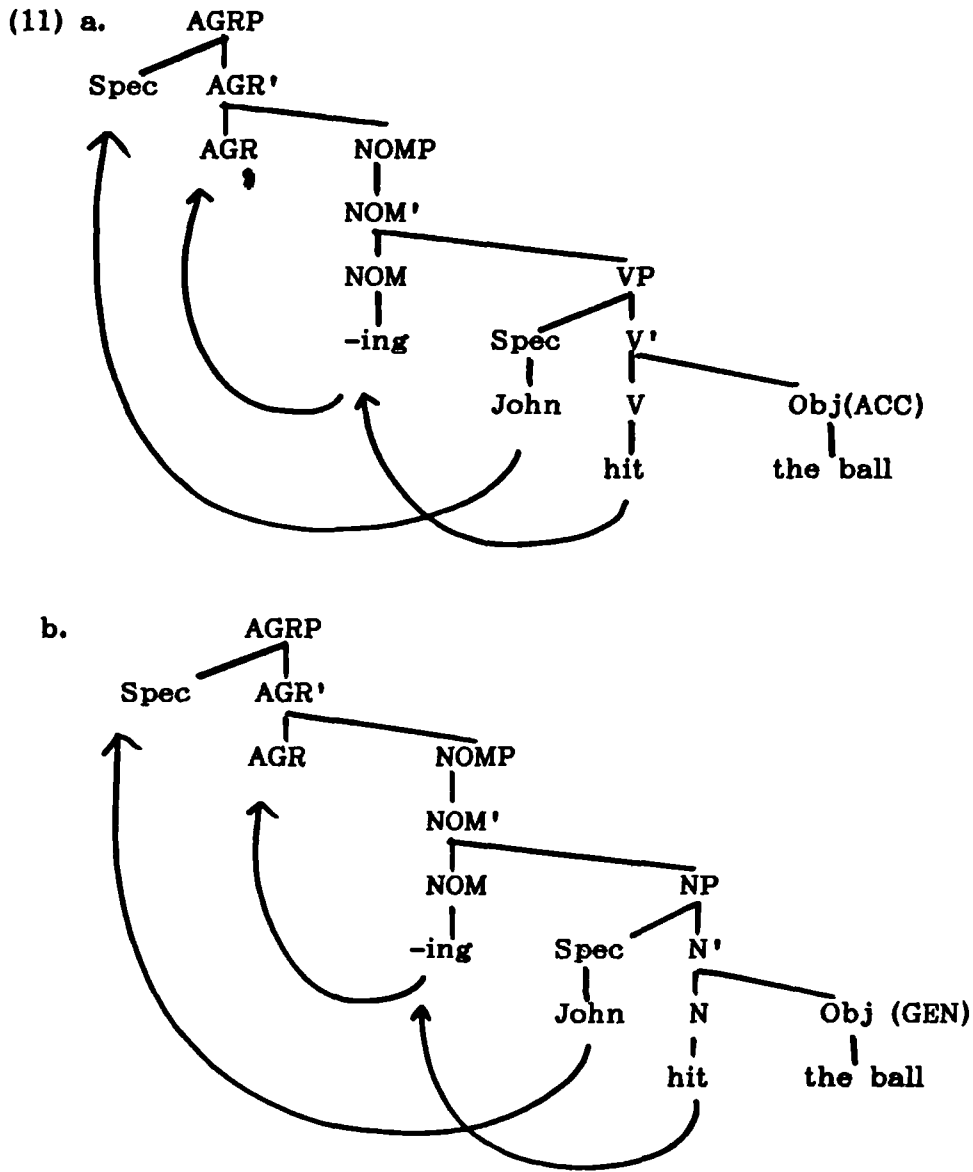 (11) a. AGRP
Spec AGR'
AGR NOMP
NOM'
NOM VP
-ing Spec V'
John V Obj(ACC)
hit the ball
b. AGRP
Spec AGR'
AGR NOMP
NOM'
NOM NP
-ing Spec N'
John N Obj (GEN)
hit the ball